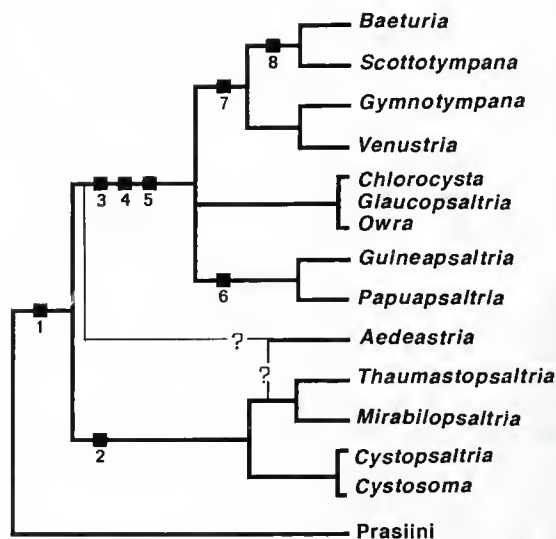 Baeturia
8
Scottotympana
7
Gymnotympana
Venustria
3 4 5
Chlorocysta
Glaucopsaltria
Owra
6
Guineapsaltria
Papuapsaltria
1
? Aedeastria
?
Thaumastopsaltria
Mirabilopsaltria
2
Cystopsaltria
Cystosoma
Prasiini